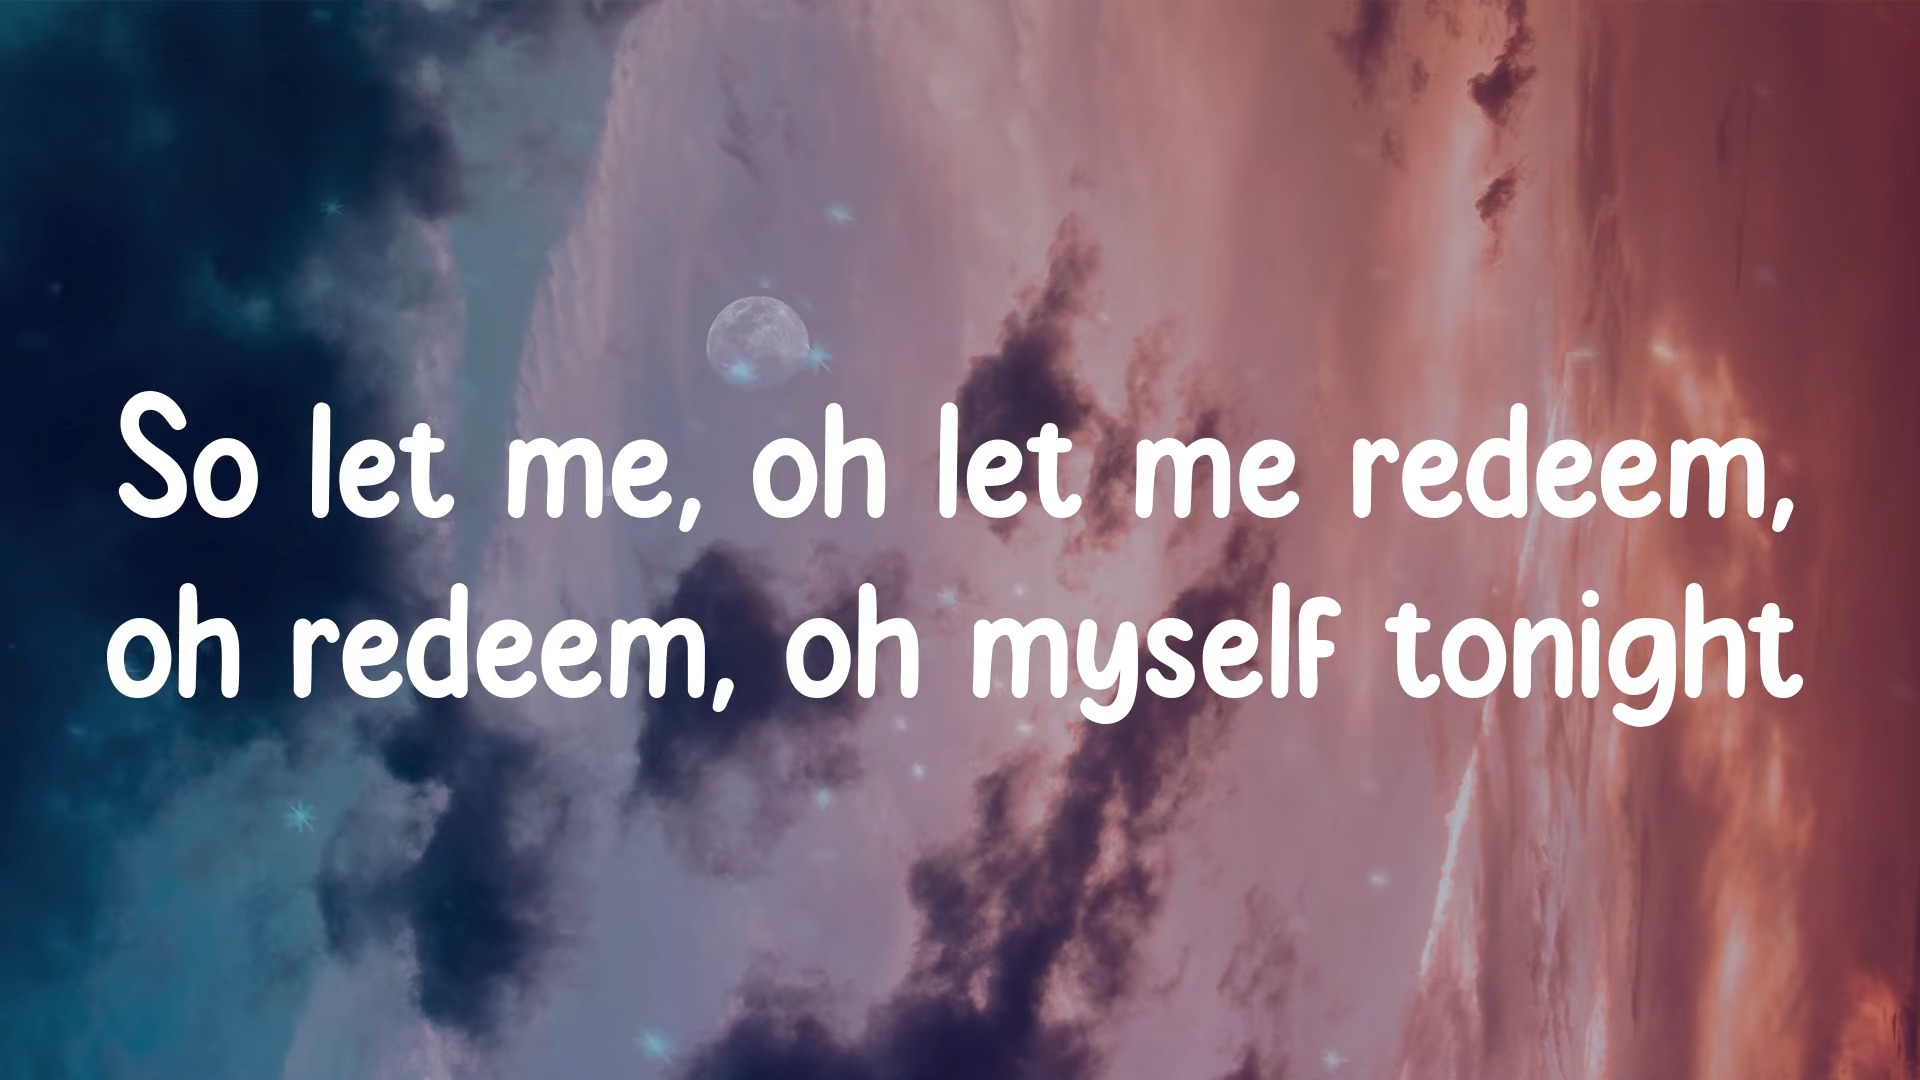 So let me, oh let me redeem,
oh redeem, oh myself tonight